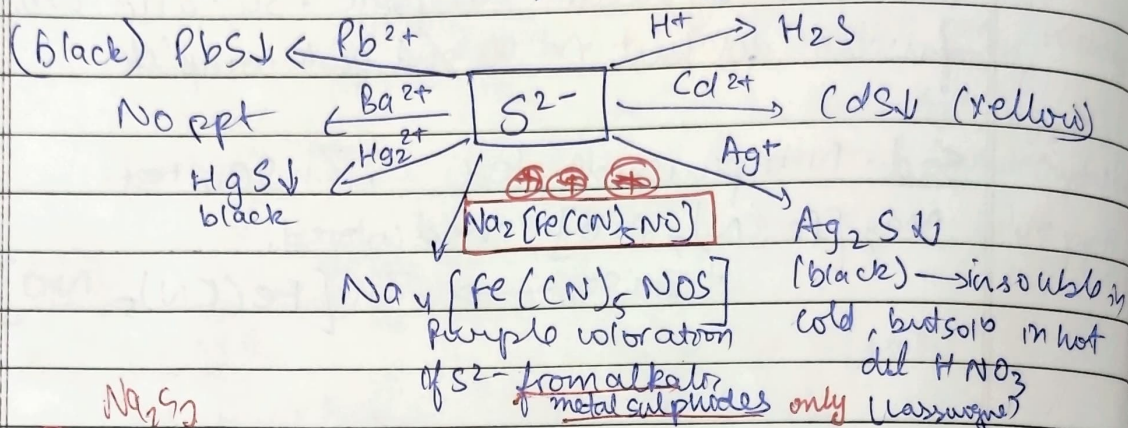 (black) PbS↓ Pb2+ H+ H2S
No ppt Ba2+ S2- Cd2+ CdS↓ (Yellow)
HgS↓ Hg2 2+ Ag+
black
Na2[Fe(CN)5NO]
Ag2S↓
Na4[Fe(CN)5NOS]
(black) → insoluble in
Purple coloration
cold, but solb in hot
dil HNO3
of S2- from alkali
metal sulphides only
Na2S2